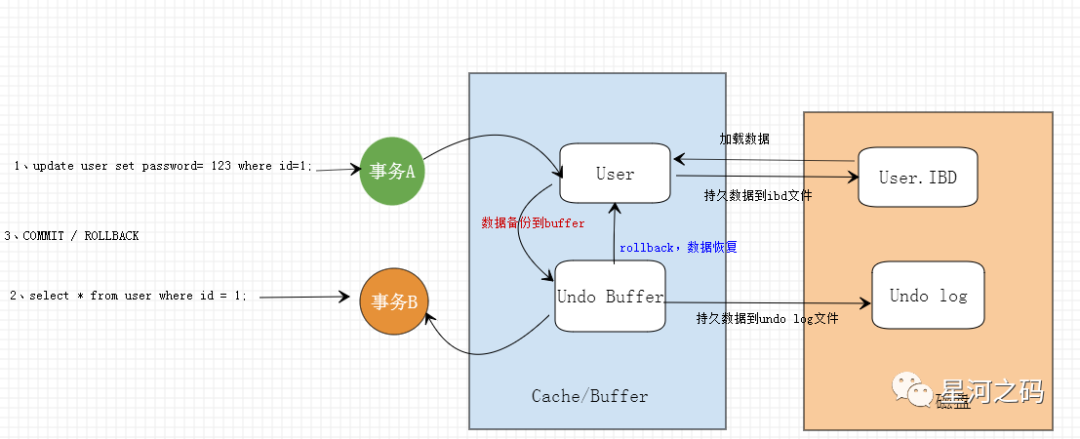 加载数据
1、update user set password= 123 where id=1;
事务A
User
User.IBD
持久数据到ibd文件
数据备份到buffer
3、COMMIT / ROLLBACK
rollback，数据恢复
2、select * from user where id = 1;
事务B
Undo Buffer
Undo log
持久数据到undo log文件
Cache/Buffer
星河之码
磁盘